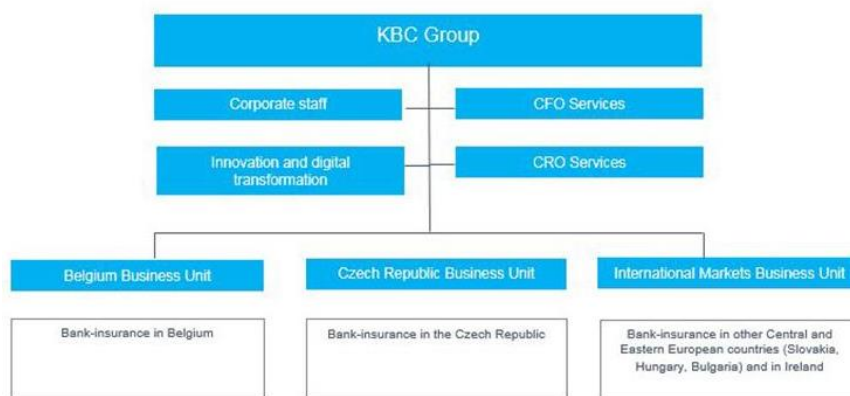 KBC Group
Corporate staff
CFO Services
Innovation and digital
transformation
CRO Services
Belgium Business Unit
Czech Republic Business Unit
International Markets Business Unit
Bank-insurance in Belgium
Bank-insurance in the Czech Republic
Bank-insurance in other Central and
Eastern European countries (Slovakia,
Hungary, Bulgaria) and in Ireland